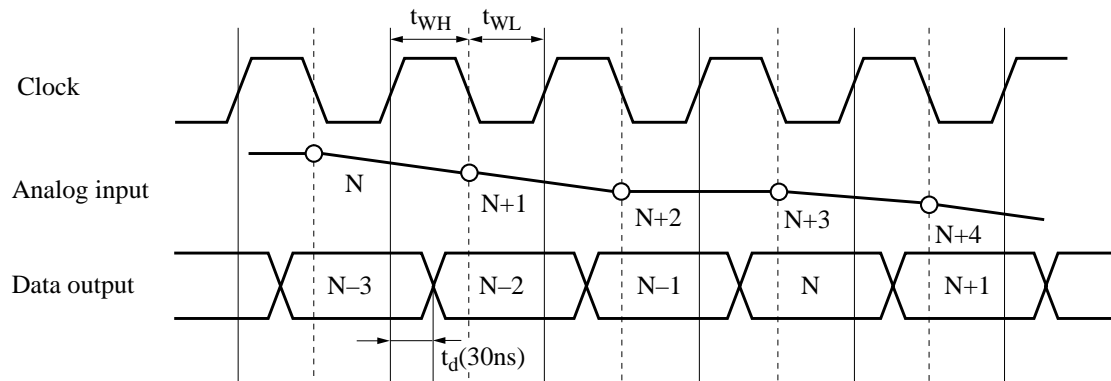 tWH tWL
Clock
Analog input
N N+1 N+2 N+3 N+4
Data output
N–3 N–2 N–1 N N+1
td(30ns)